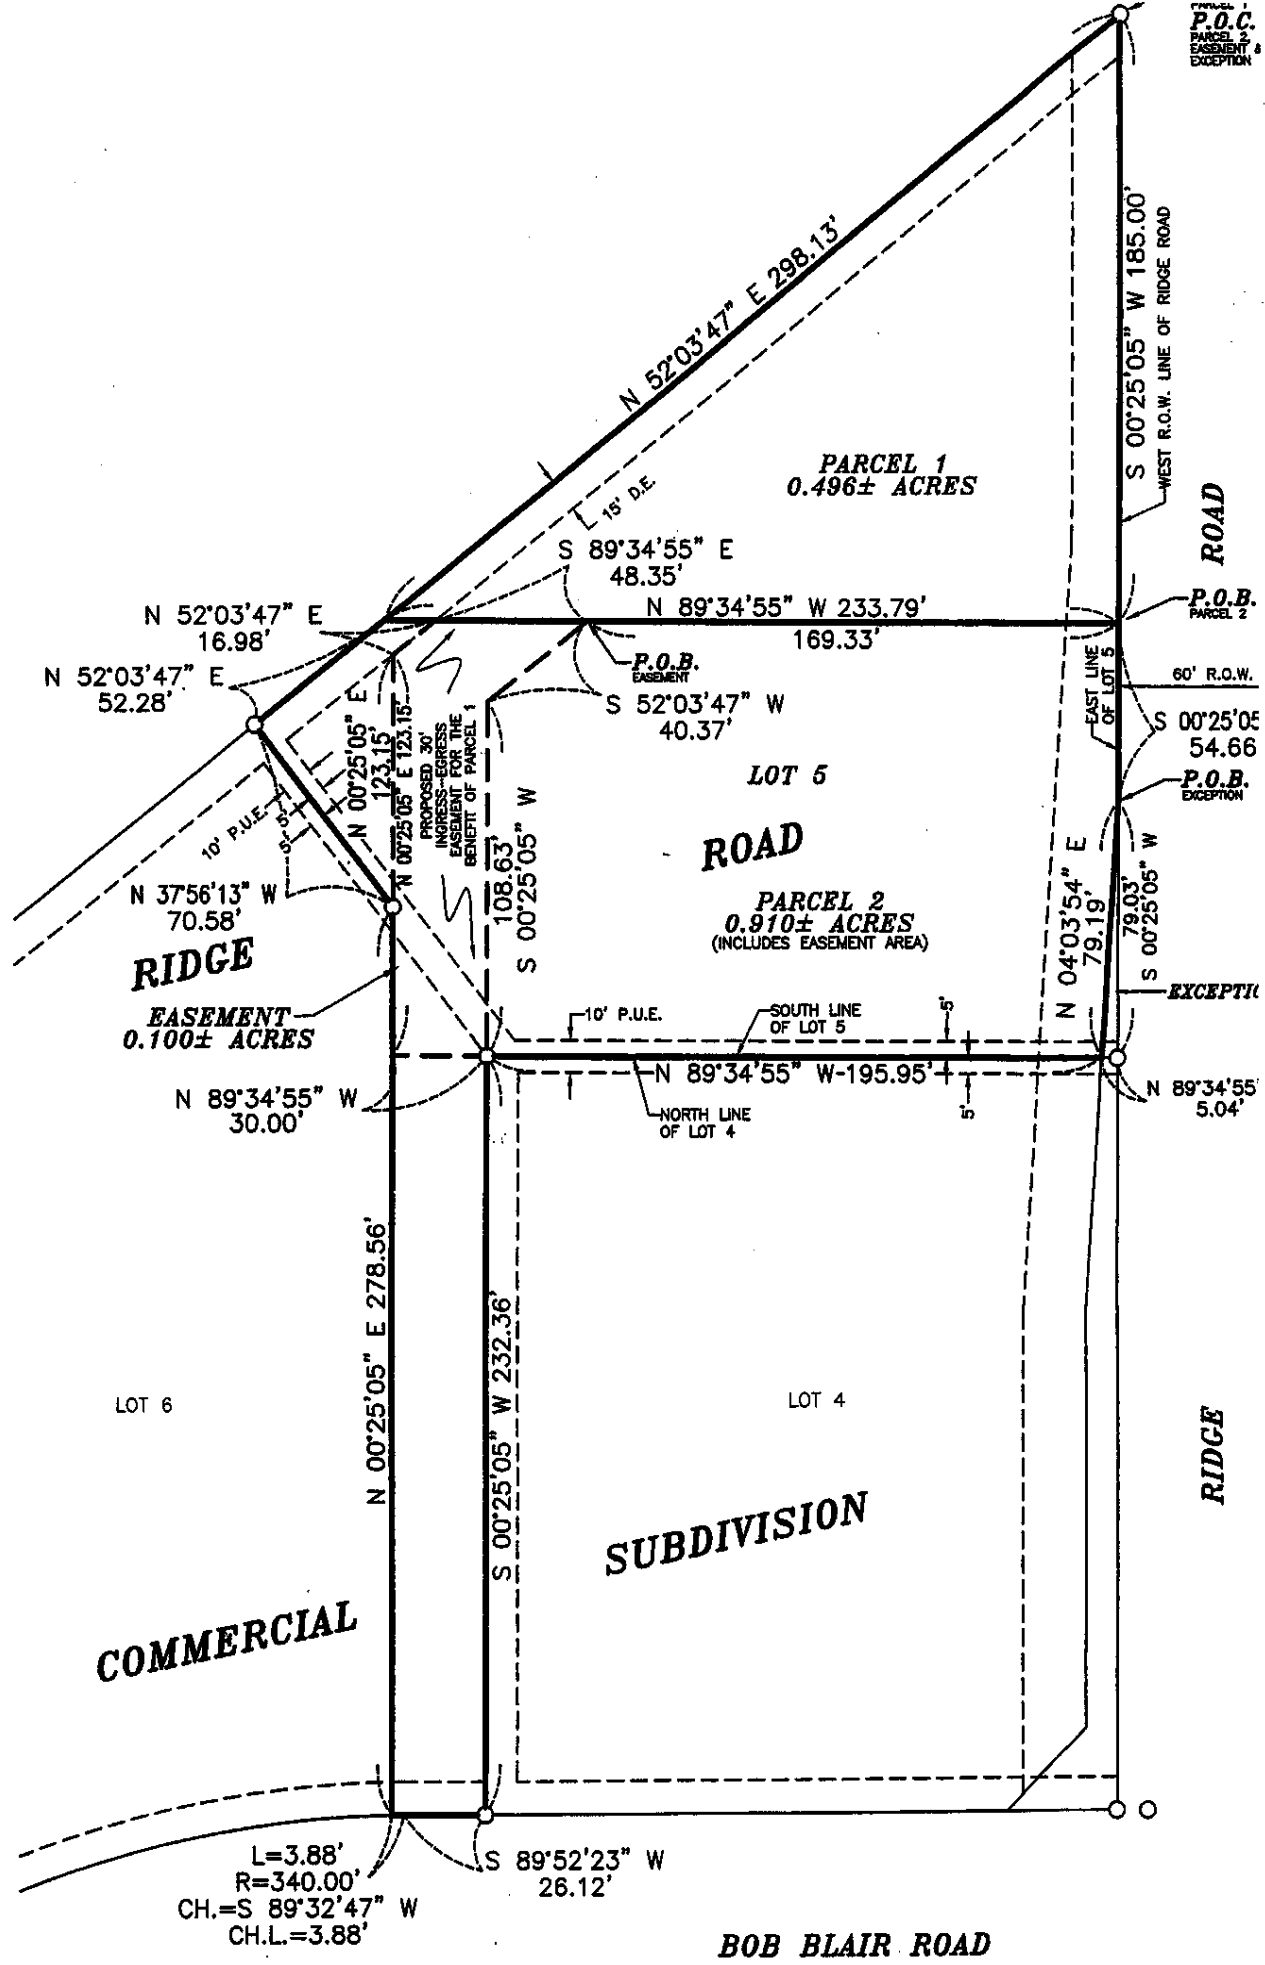 P.O.C.
PARCEL 2,
EASEMENT &
EXCEPTION
S 00°25'05" W 185.00'
WEST R.O.W. LINE OF RIDGE ROAD
N 52°03'47" E 298.13'
PARCEL 1
0.496± ACRES
15' D.E.
ROAD
S 89°34'55" E
48.35'
N 89°34'55" W 233.79'
169.33'
P.O.B.
PARCEL 2
N 52°03'47" E
16.98'
P.O.B.
EASEMENT
N 52°03'47" E
52.28'
S 52°03'47" W
40.37'
EAST LINE
OF LOT 5
60' R.O.W.
S 00°25'05
54.66
P.O.B.
EXCEPTION
N 00°25'05" E
123.15'
N 00°25'05" E 123.15'
PROPOSED 30'
INGRESS-EGRESS
EASEMENT FOR THE
BENEFIT OF PARCEL 1
108.63'
S 00°25'05" W
LOT 5
ROAD
10' P.U.E.
5'
5'
N 37°56'13" W
70.58'
PARCEL 2
0.910± ACRES
(INCLUDES EASEMENT AREA)
N 04°03'54" E
79.19'
79.03'
S 00°25'05" W
RIDGE
EASEMENT
0.100± ACRES
EXCEPTI
10' P.U.E.
SOUTH LINE
OF LOT 5
5'
N 89°34'55" W-195.95'
N 89°34'55"
5.04'
N 89°34'55" W
30.00'
NORTH LINE
OF LOT 4
5'
N 00°25'05" E 278.56'
S 00°25'05" W 232.36'
LOT 6
LOT 4
RIDGE
SUBDIVISION
COMMERCIAL
L=3.88'
R=340.00'
CH.=S 89°32'47" W
CH.L.=3.88'
S 89°52'23" W
26.12'
BOB BLAIR ROAD